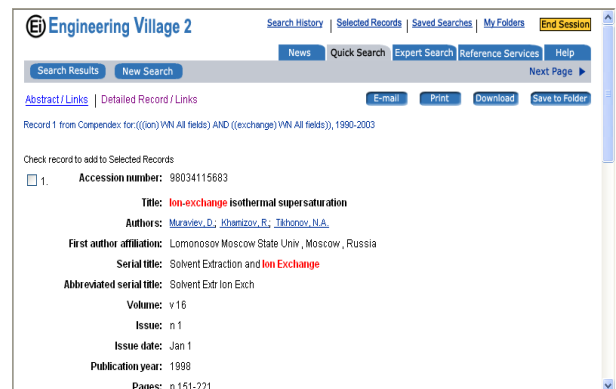 Ei Engineering Village 2
Search History | Selected Records | Saved Searches | My Folders End Session
News Quick Search Expert Search Reference Services Help
Search Results New Search Next Page
Abstract / Links | Detailed Record / Links E-mail Print Download Save to Folder
Record 1 from Compendex for:(((ion) WN All fields) AND ((exchange) WN All fields)), 1990-2003
Check record to add to Selected Records
1. Accession number: 98034115683
Title: Ion-exchange isothermal supersaturation
Authors: Muraviev, D.; Khamizov, R.; Tikhonov, N.A.
First author affiliation: Lomonosov Moscow State Univ , Moscow , Russia
Serial title: Solvent Extraction and Ion Exchange
Abbreviated serial title: Solvent Extr Ion Exch
Volume: v 16
Issue: n 1
Issue date: Jan 1
Publication year: 1998
Pages: p 151-221